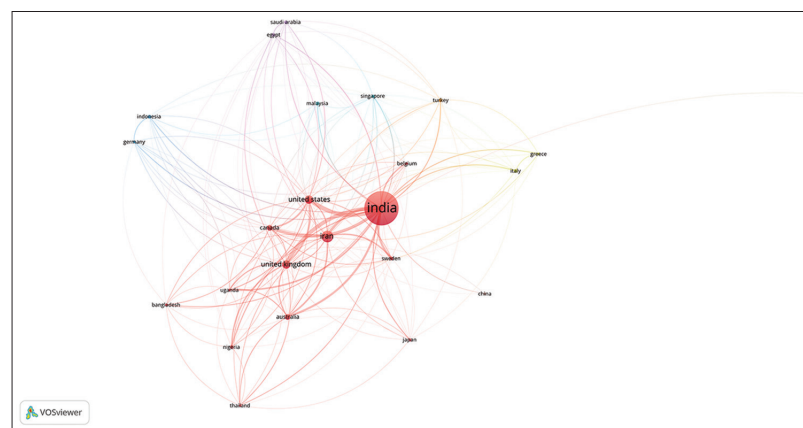 saudi arabia
egypt
malaysia
singapore
turkey
indonesia
germany
belgium
greece
italy
united states
india
canada
iran
united kingdom
sweden
uganda
china
bangladesh
australia
nigeria
japan
thailand
VOSviewer